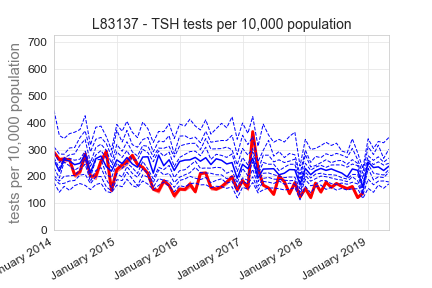 L83137 - TSH tests per 10,000 population
tests per 10,000 population
700
600
500
400
300
200
100
0
nuary 2014
January 2015
January 2016
January 2017
January 2018
January 2019